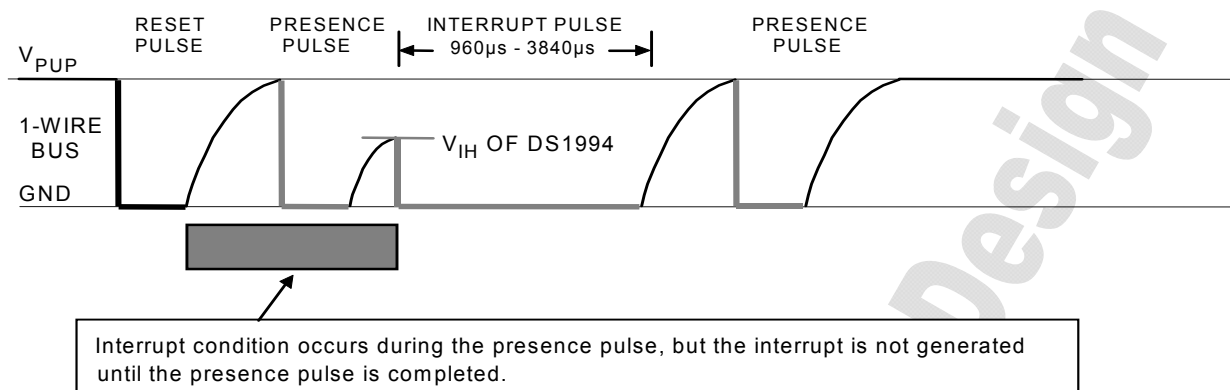 RESET PULSE
PRESENCE PULSE
INTERRUPT PULSE
960µs - 3840µs
PRESENCE PULSE
VPUP
1-WIRE BUS
VIH OF DS1994
GND
Design
Interrupt condition occurs during the presence pulse, but the interrupt is not generated
until the presence pulse is completed.